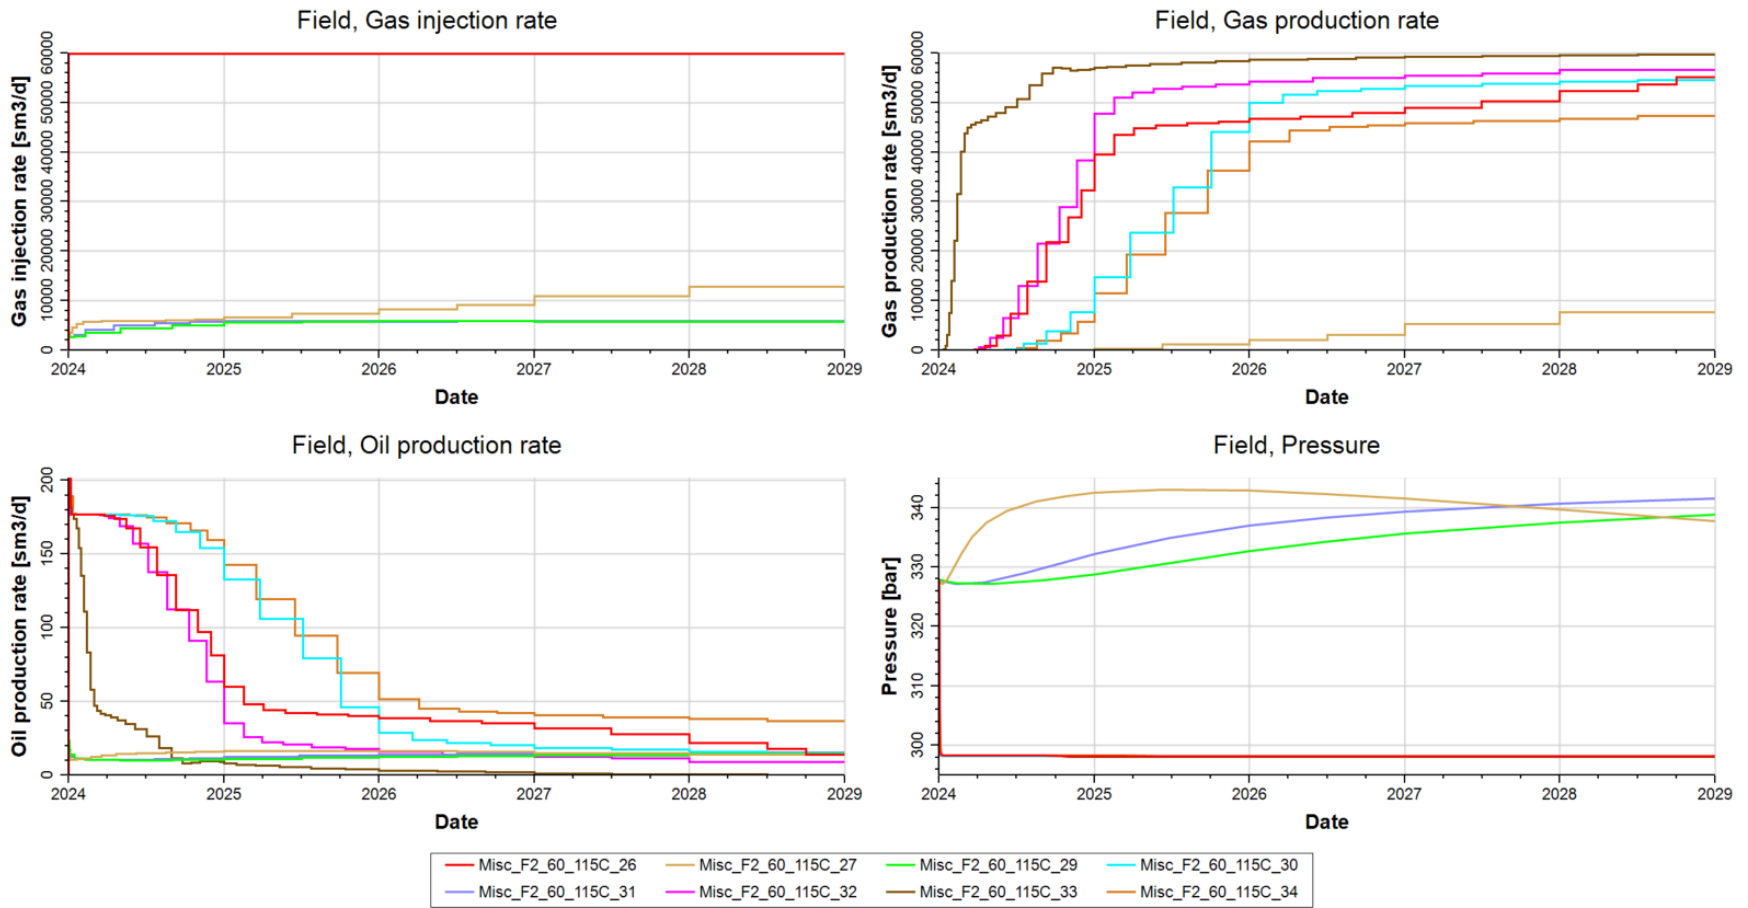 Field, Gas injection rate
Gas injection rate [sm3/d]
60000
50000
40000
30000
20000
10000
0
2024 2025 2026 2027 2028 2029
Date
Field, Gas production rate
Gas production rate [sm3/d]
60000
50000
40000
30000
20000
10000
0
2024 2025 2026 2027 2028 2029
Date
Field, Oil production rate
Oil production rate [sm3/d]
200
150
100
50
0
2024 2025 2026 2027 2028 2029
Date
Field, Pressure
Pressure [bar]
340
330
320
310
300
2024 2025 2026 2027 2028 2029
Date
Misc_F2_60_115C_26 Misc_F2_60_115C_27 Misc_F2_60_115C_29 Misc_F2_60_115C_30
Misc_F2_60_115C_31 Misc_F2_60_115C_32 Misc_F2_60_115C_33 Misc_F2_60_115C_34